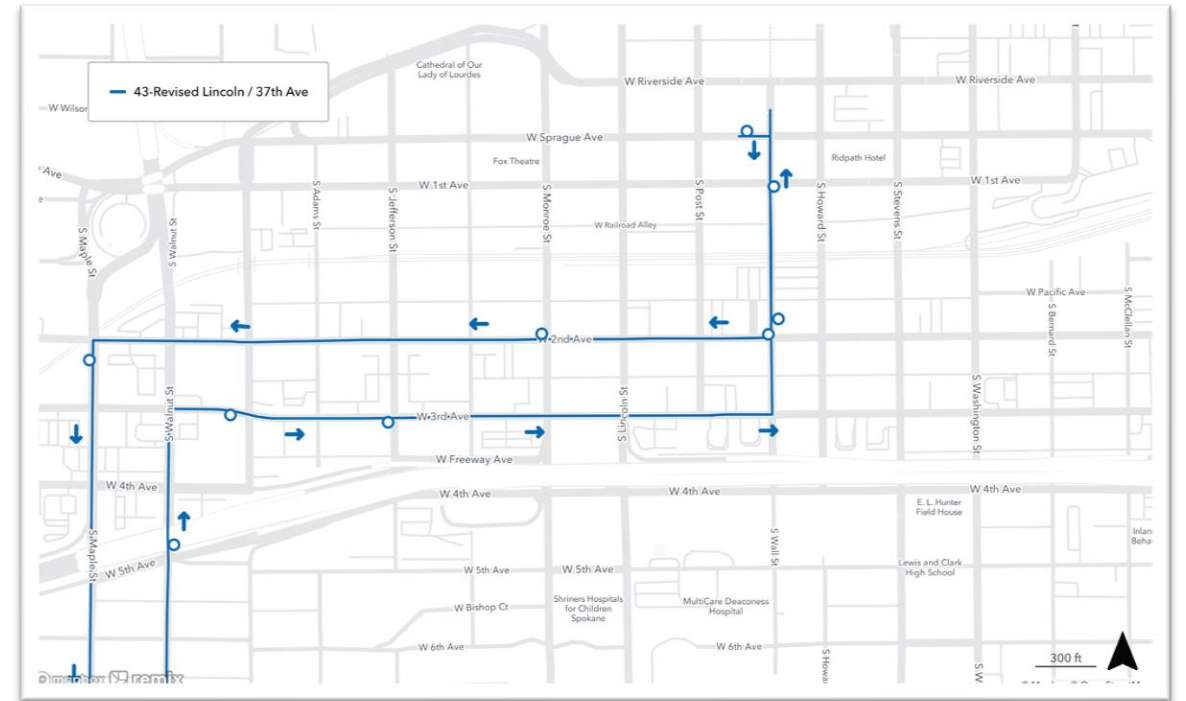 43-Revised Lincoln / 37th Ave
Cathedral of Our
Lady of Lourdes
W Riverside Ave
W Riverside Ave
W Sprague Ave
Fox Theatre
Ridpath Hotel
Ave
W 1st Ave
W 1st Ave
S Adams St
S Jefferson St
S Monroe St
S Post St
S Howard St
S Stevens St
S Maple St
S Walnut St
W Railroad Alley
W Pacific Ave
S Bernard St
S McClellan St
W 2nd Ave
S Walnut St
W 3rd Ave
S Lincoln St
S Washington St
W Freeway Ave
W 4th Ave
W 4th Ave
W 4th Ave
W 4th Ave
E. L. Hunter
Field House
S Maple St
S Wall St
W 5th Ave
W 5th Ave
W 5th Ave
Lewis and Clark
High School
W Bishop Ct
Shriners Hospitals
for Children
Spokane
MultiCare Deaconess
Hospital
W 6th Ave
W 6th Ave
300 ft
mapbox remix